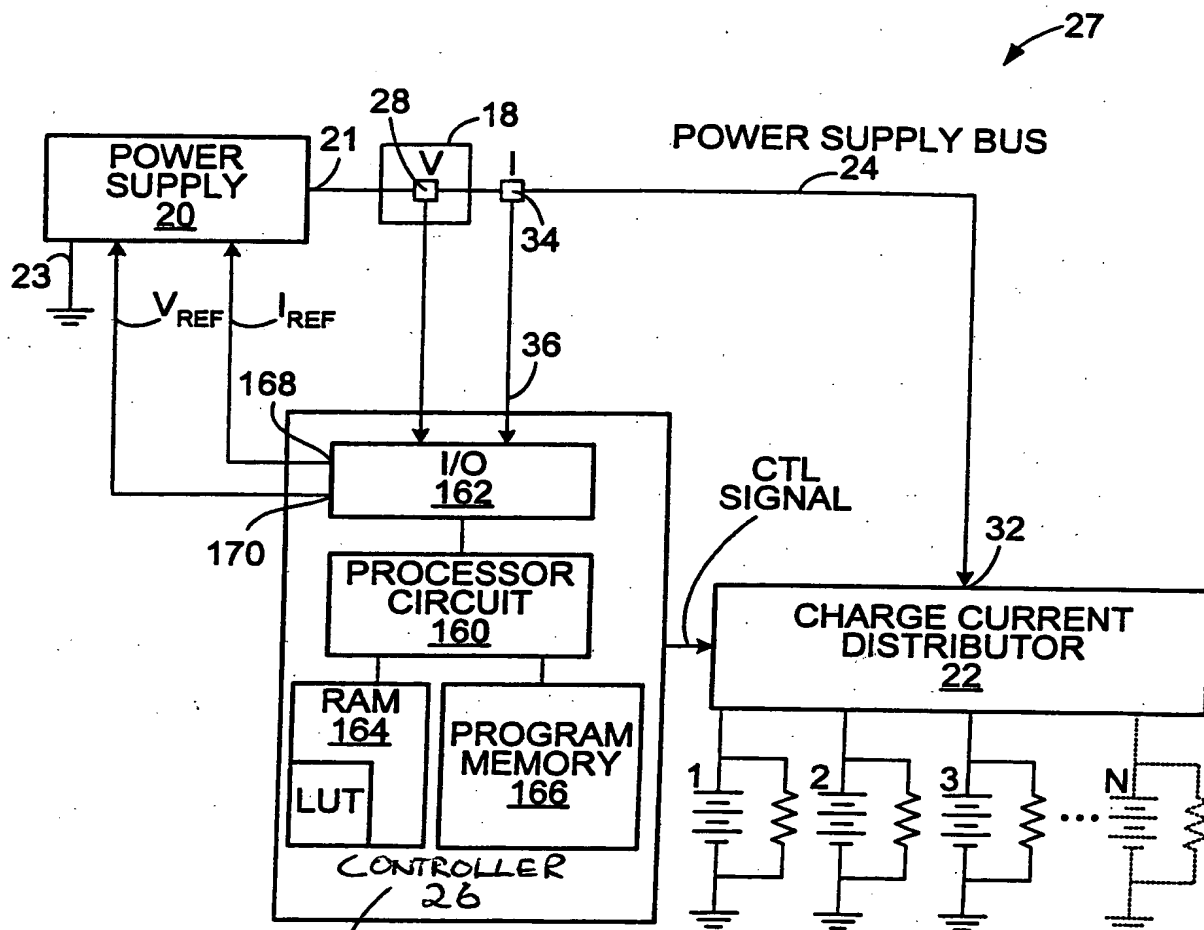 27
28
18
POWER SUPPLY BUS
24
POWER
SUPPLY
20
21
V
I
34
23
V REF
I REF
36
168
I/O
162
170
CTL
SIGNAL
32
PROCESSOR
CIRCUIT
160
CHARGE CURRENT
DISTRIBUTOR
22
RAM
164
LUT
PROGRAM
MEMORY
166
1
2
3
...
N
CONTROLLER
26